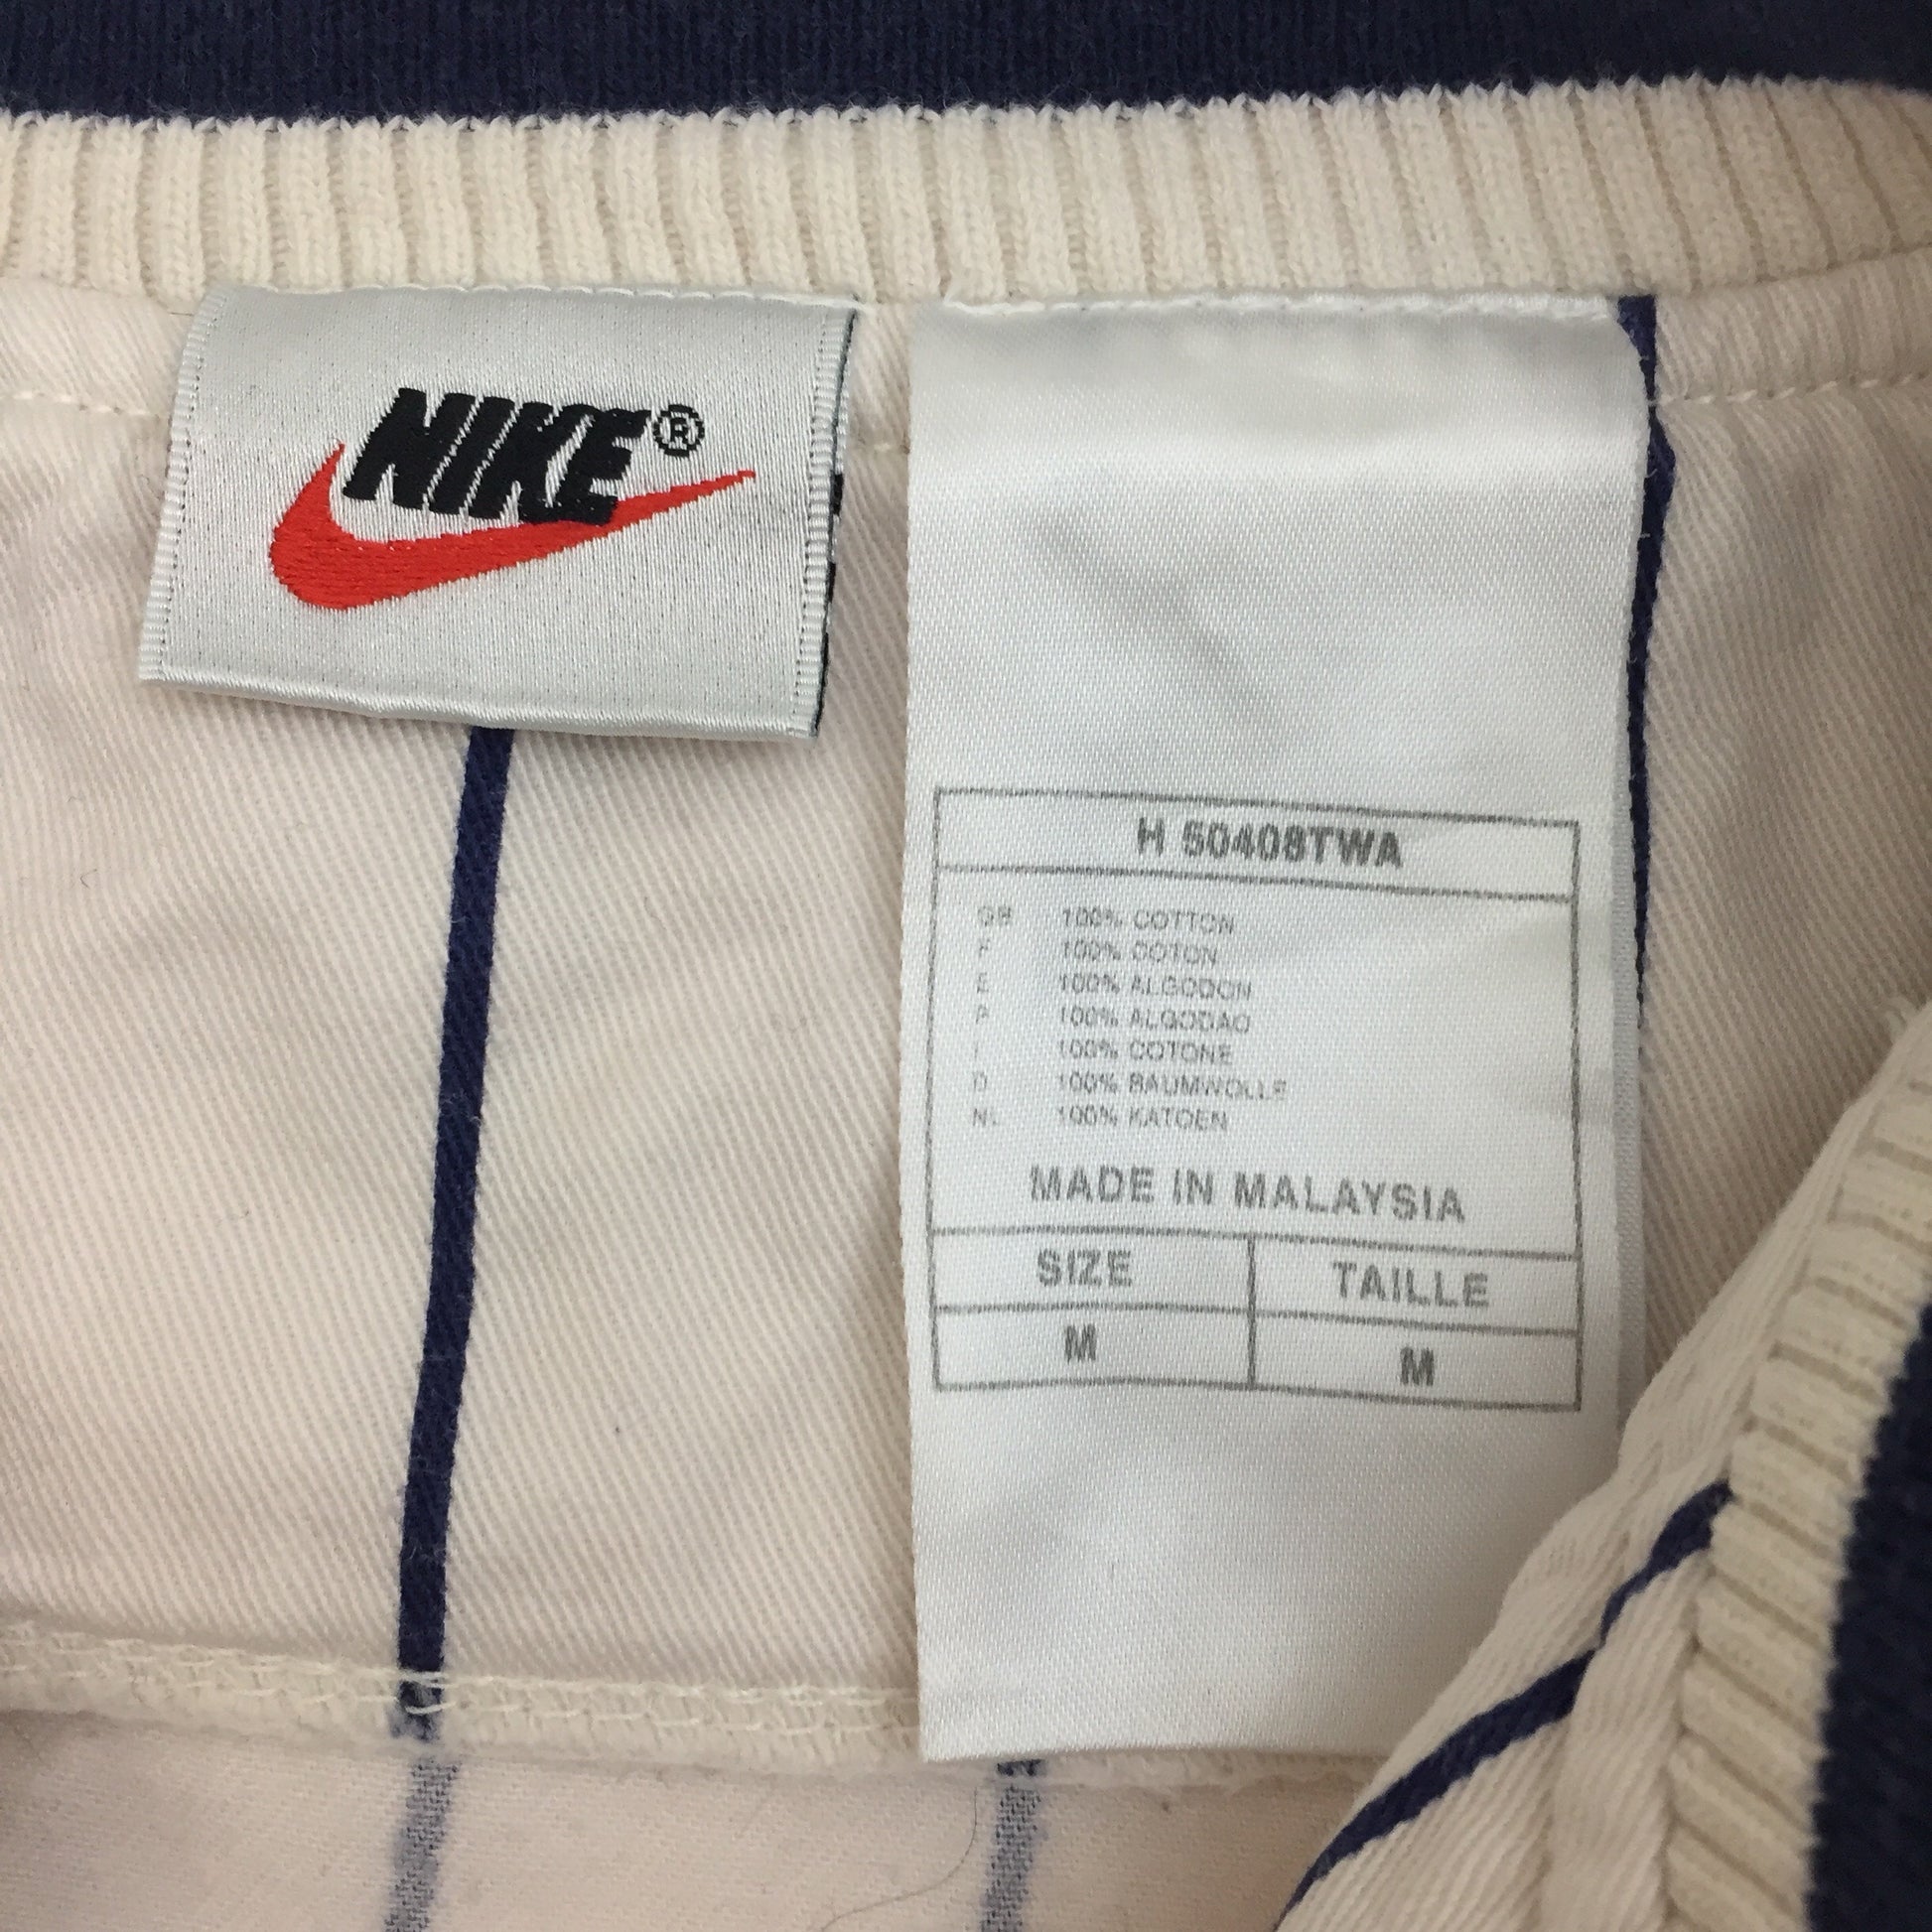 NIKE®
H 50408TWA
GB 100% COTTON
F 100% COTON
E 100% ALGODON
P 100% ALGODAO
I 100% COTONE
D 100% BAUMWOLLE
NL 100% KATOEN
MADE IN MALAYSIA
SIZE TAILLE
M M